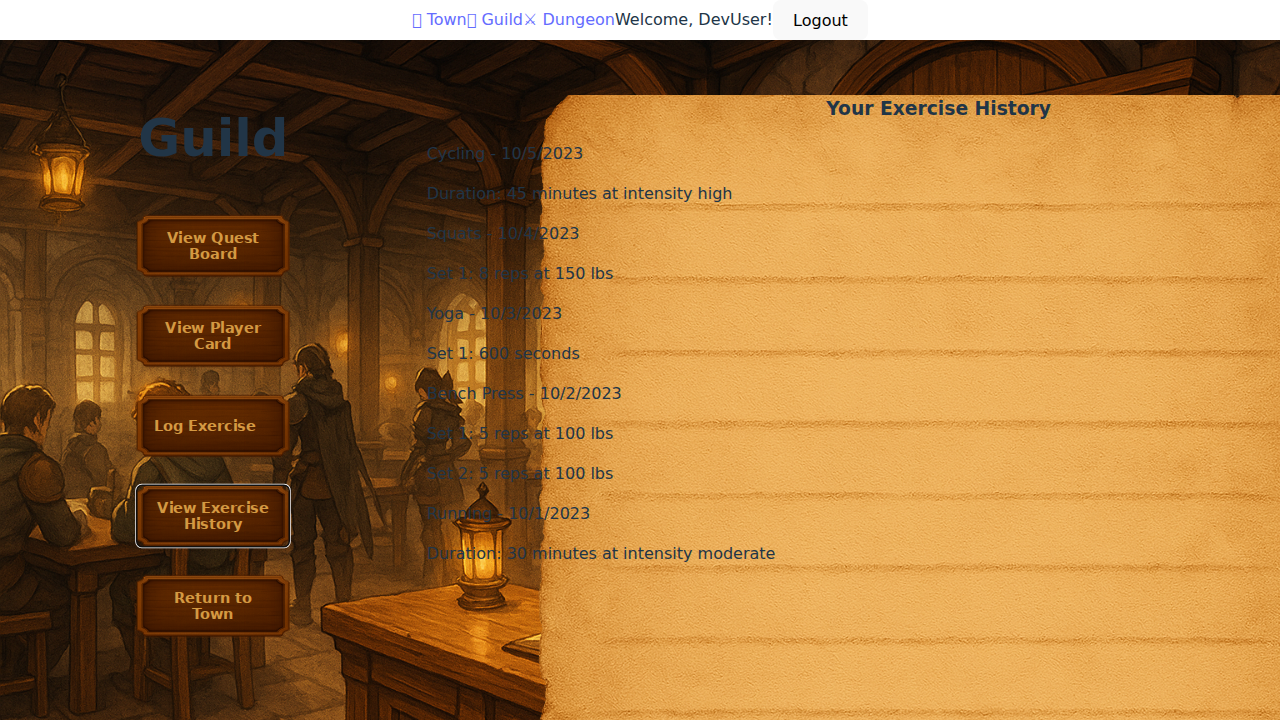 Town Guild⚔ Dungeon Welcome, DevUser! Logout
Guild
View Quest
Board
View Player
Card
Log Exercise
View Exercise
History
Return to
Town
Your Exercise History
Cycling - 10/5/2023
Duration: 45 minutes at intensity high
Squats - 10/4/2023
Set 1: 8 reps at 150 lbs
Yoga - 10/3/2023
Set 1: 600 seconds
Bench Press - 10/2/2023
Set 1: 5 reps at 100 lbs
Set 2: 5 reps at 100 lbs
Running - 10/1/2023
Duration: 30 minutes at intensity moderate